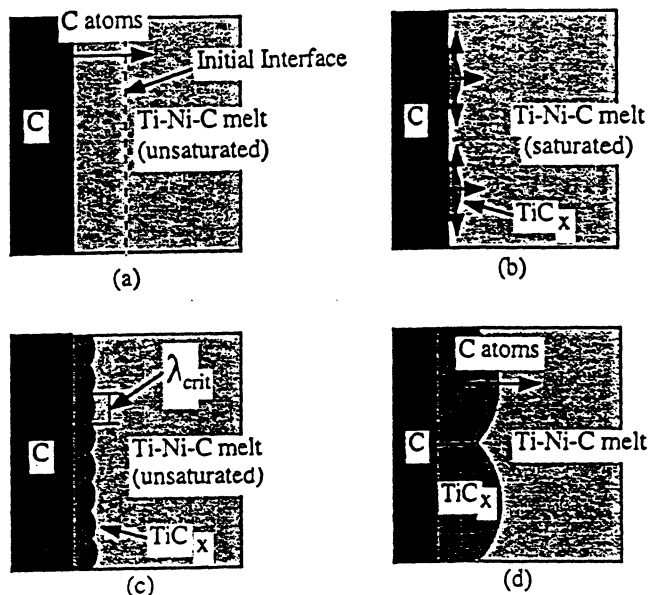 C atoms
Initial Interface
C
Ti-Ni-C melt
(unsaturated)
(a)
C
Ti-Ni-C melt
(saturated)
TiCx
(b)
λcrit
C
Ti-Ni-C melt
(unsaturated)
TiCx
(c)
C atoms
C
Ti-Ni-C melt
TiCx
(d)